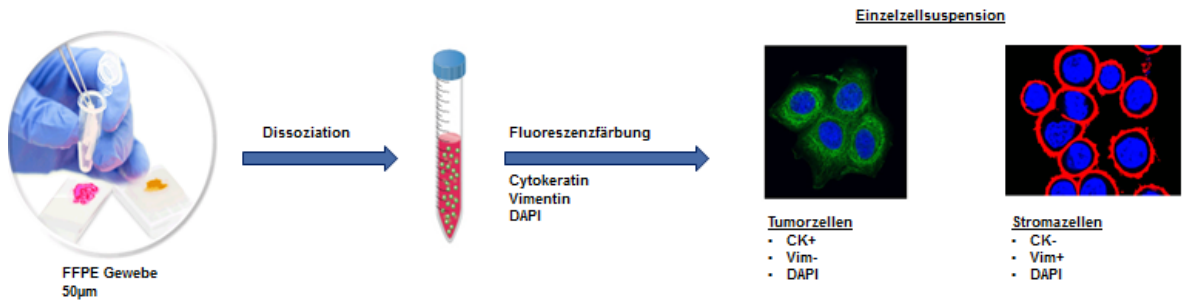 Einzelzellsuspension
Dissoziation
Fluoreszenzfärbung
Cytokeratin
Vimentin
DAPI
FFPE Gewebe
50µm
Tumorzellen
• CK+
• Vim-
• DAPI
Stromazellen
• CK-
• Vim+
• DAPI